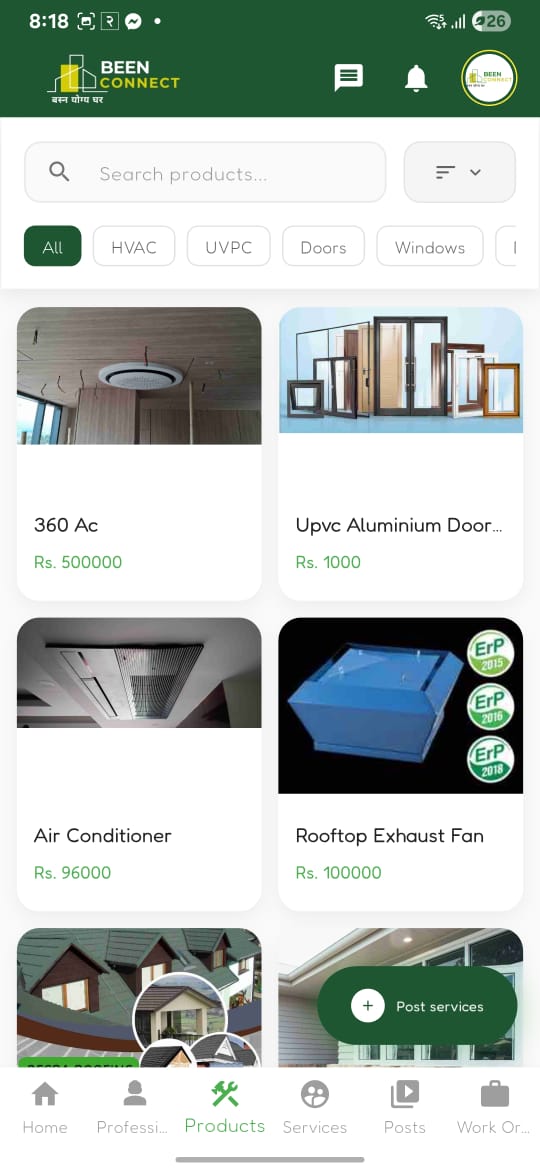 8:18
26
BEEN
CONNECT
बस्न योग्य घर
Search products...
All
HVAC
UVPC
Doors
Windows
360 Ac
Rs. 500000
Upvc Aluminium Door...
Rs. 1000
ErP
2015
ErP
2016
ErP
2018
Air Conditioner
Rs. 96000
Rooftop Exhaust Fan
Rs. 100000
Post services
Home
Professi...
Products
Services
Posts
Work Or...